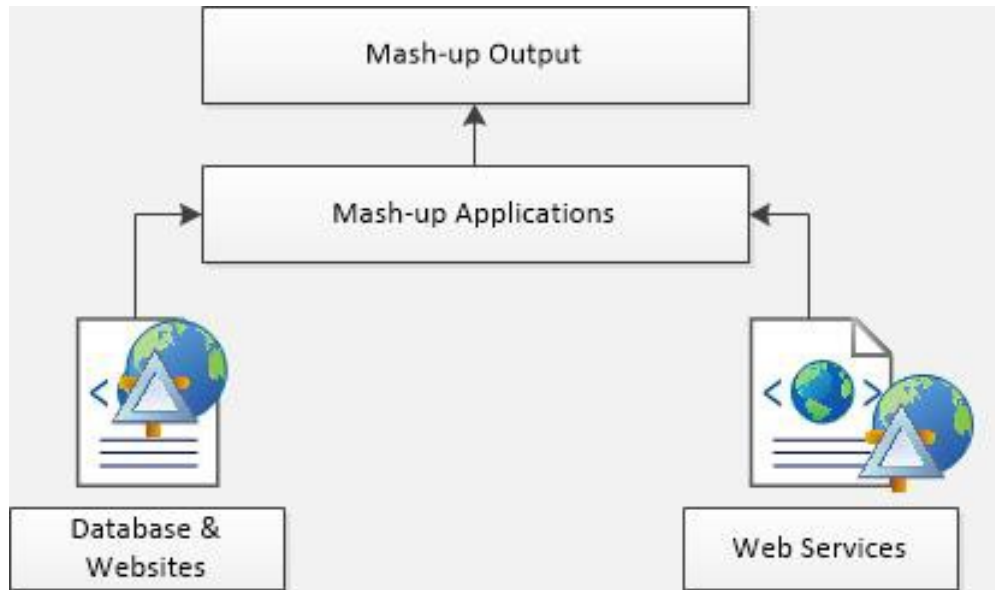 Mash-up Output
Mash-up Applications
< >
Database &
Websites
Web Services